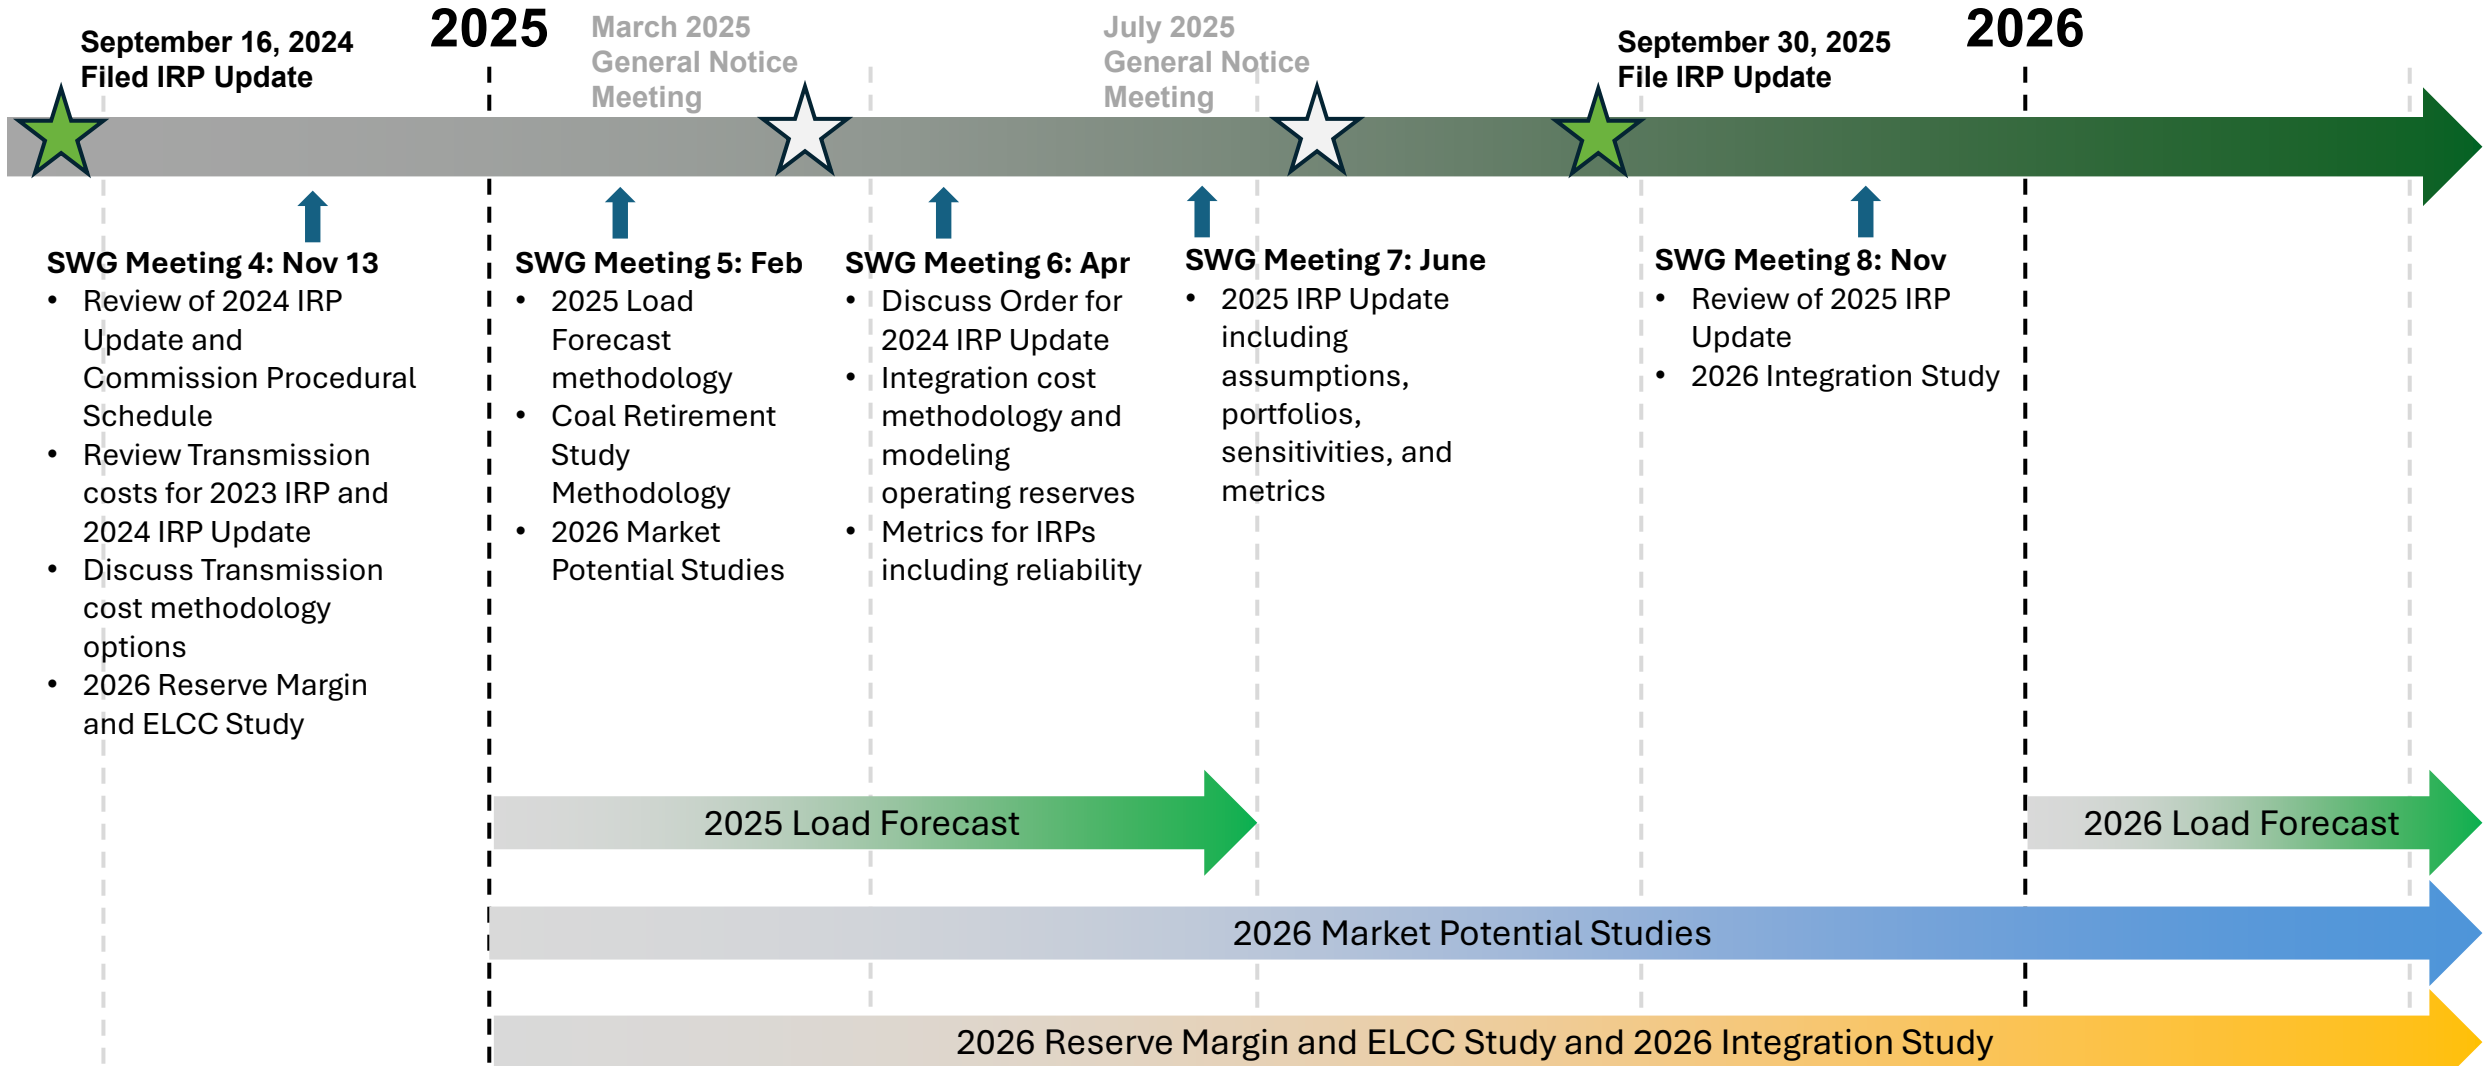 2025
2026
September 16, 2024
Filed IRP Update
March 2025
General Notice
Meeting
July 2025
General Notice
Meeting
September 30, 2025
File IRP Update
SWG Meeting 4: Nov 13
• Review of 2024 IRP
Update and
Commission Procedural
Schedule
• Review Transmission
costs for 2023 IRP and
2024 IRP Update
• Discuss Transmission
cost methodology
options
• 2026 Reserve Margin
and ELCC Study
SWG Meeting 5: Feb
• 2025 Load
Forecast
methodology
• Coal Retirement
Study
Methodology
• 2026 Market
Potential Studies
SWG Meeting 6: Apr
• Discuss Order for
2024 IRP Update
• Integration cost
methodology and
modeling
operating reserves
• Metrics for IRPs
including reliability
SWG Meeting 7: June
• 2025 IRP Update
including
assumptions,
portfolios,
sensitivities, and
metrics
SWG Meeting 8: Nov
• Review of 2025 IRP
Update
• 2026 Integration Study
2025 Load Forecast
2026 Load Forecast
2026 Market Potential Studies
2026 Reserve Margin and ELCC Study and 2026 Integration Study